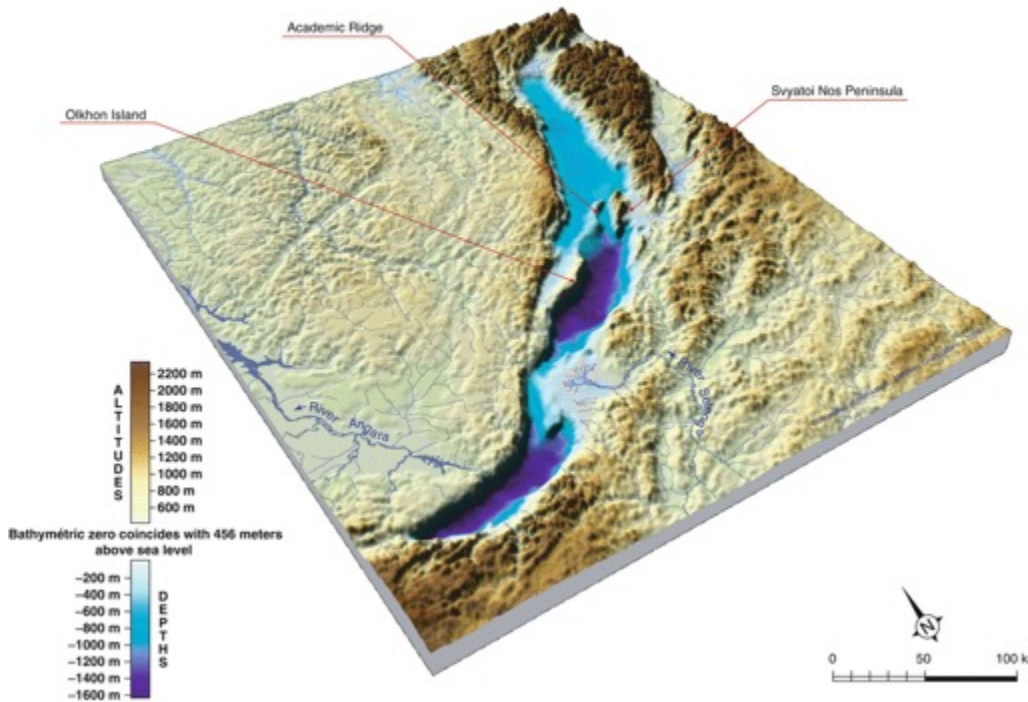 Academic Ridge
Svyatoi Nos Peninsula
Olkhon Island
River Selenga
River Angara
ALTITUDES
2200 m
2000 m
1800 m
1600 m
1400 m
1200 m
1000 m
800 m
600 m
Bathymétric zero coincides with 456 meters
above sea level
DEPTHS
−200 m
−400 m
−600 m
−800 m
−1000 m
−1200 m
−1400 m
−1600 m
N
0 50 100 k